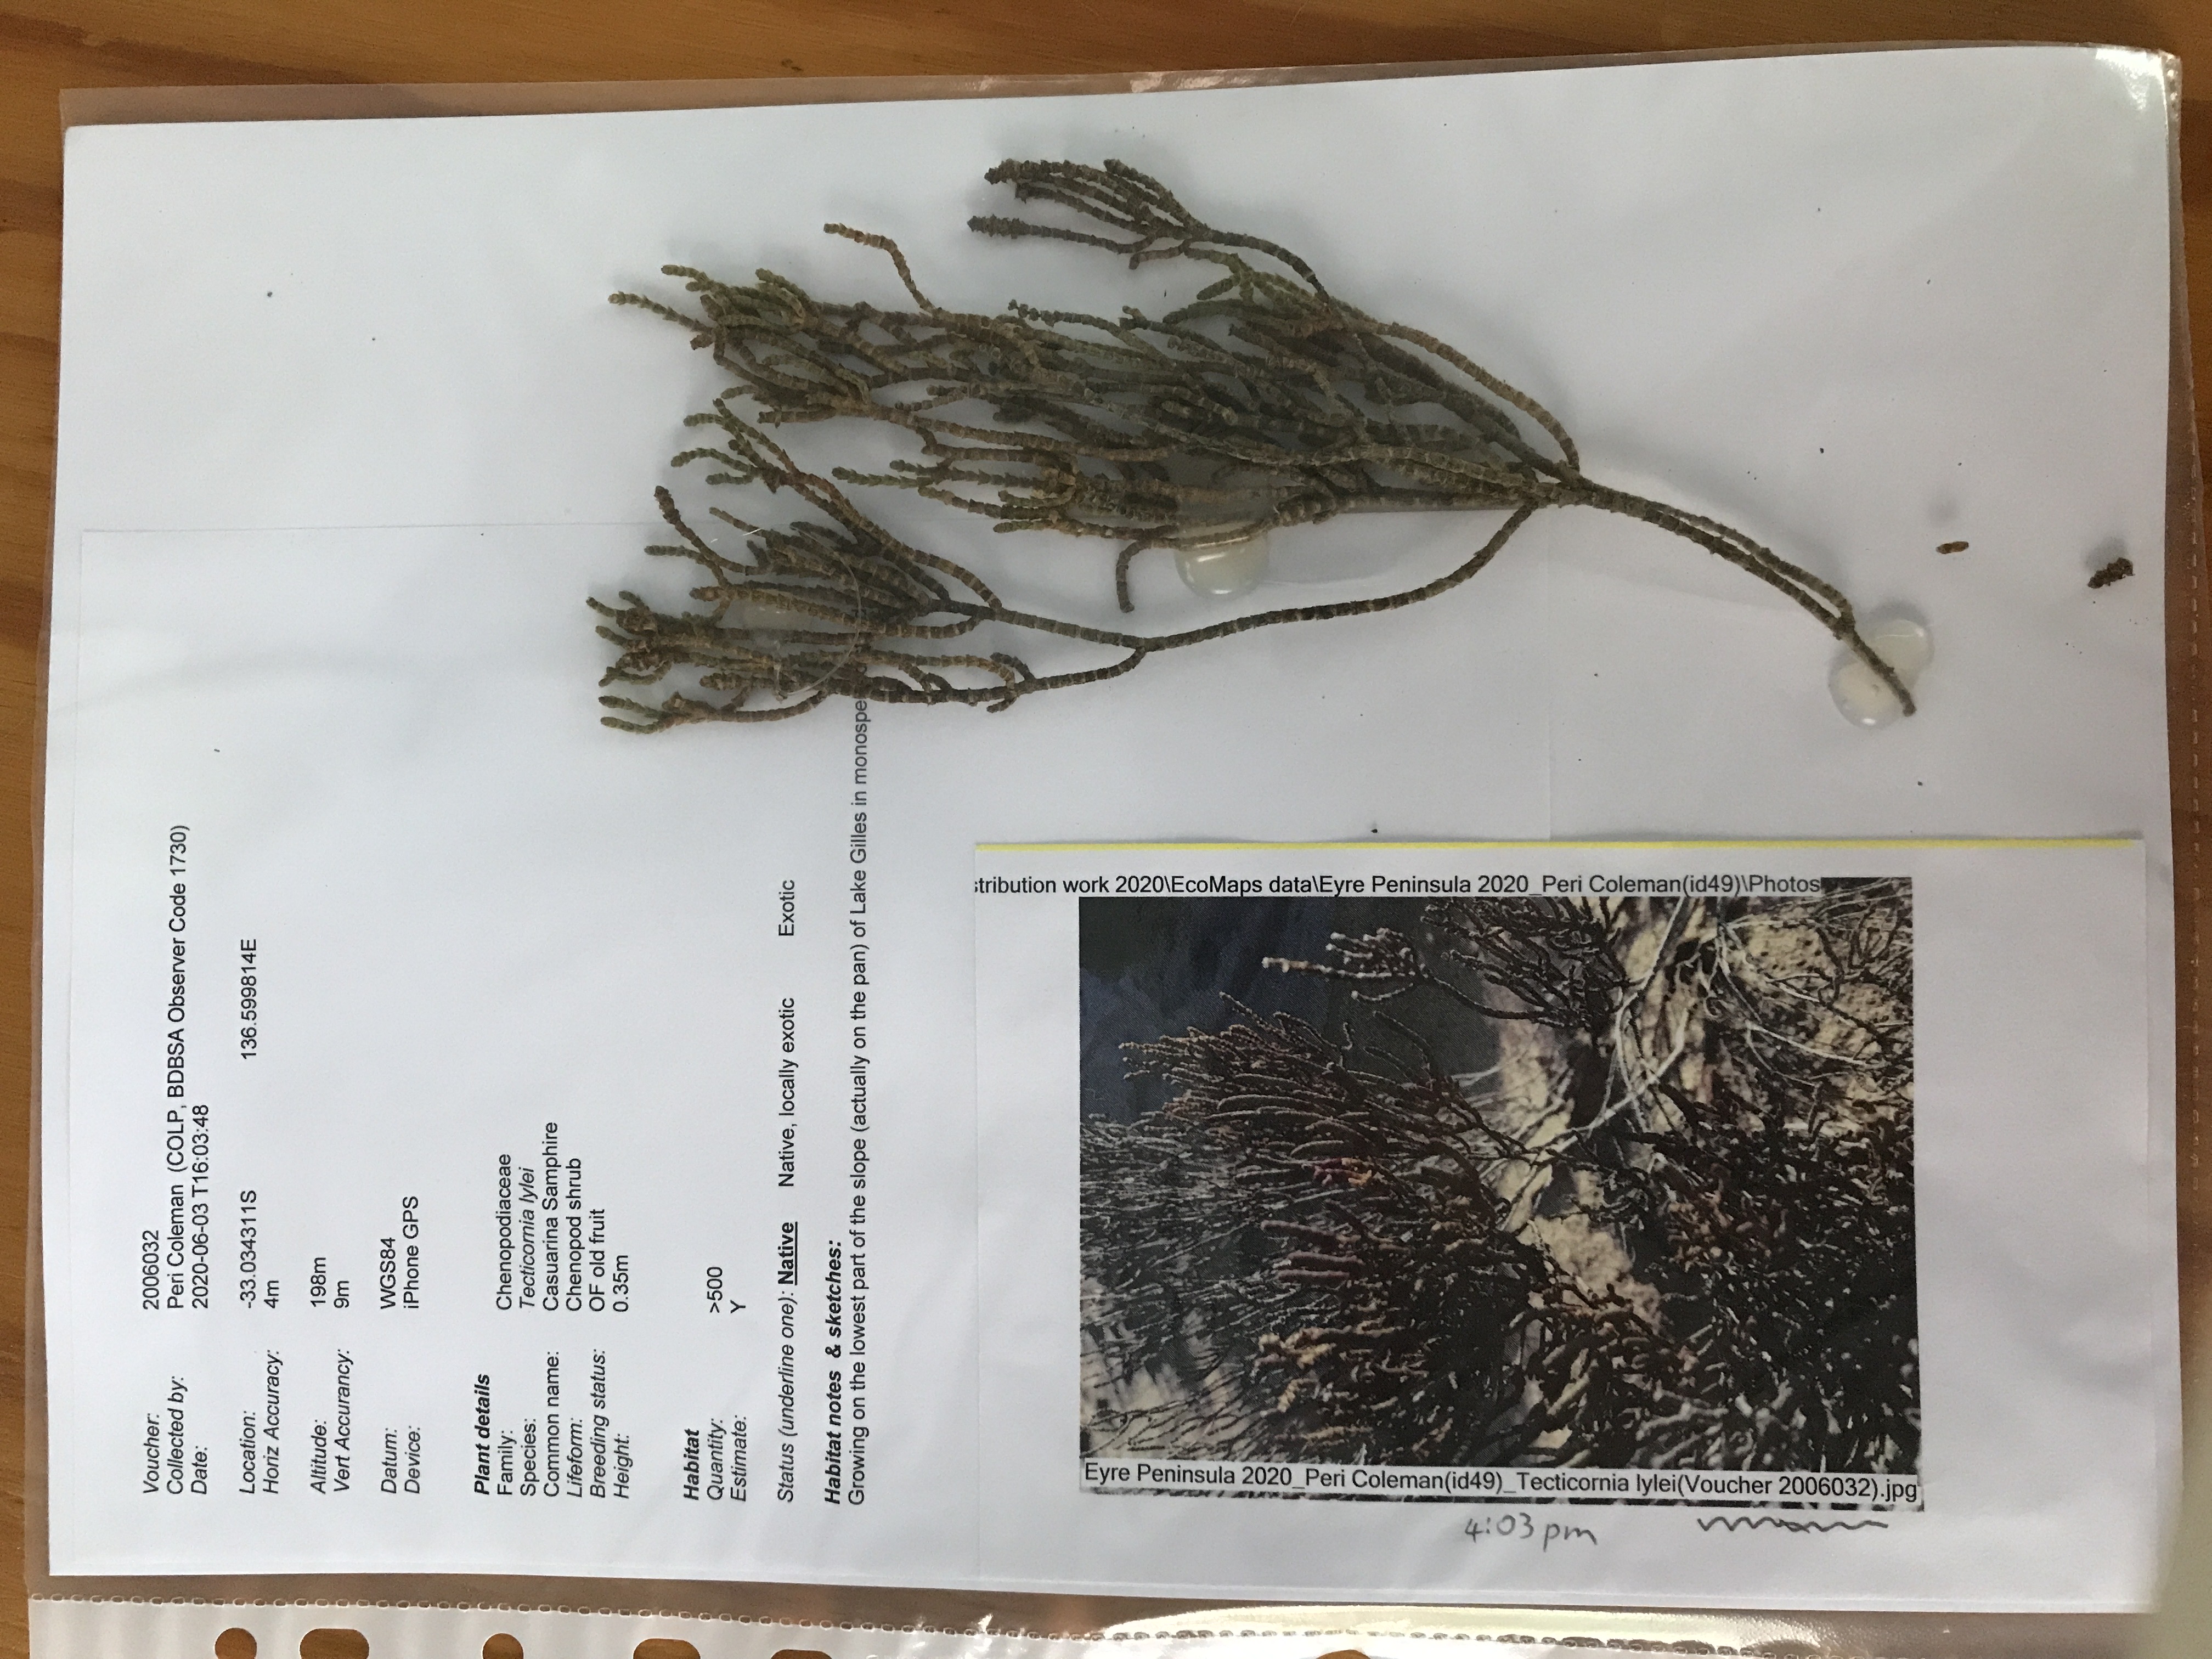 Voucher: 2006032
Collected by: Peri Coleman (COLP, BDBSA Observer Code 1730)
Date: 2020-06-03 T16:03:48
Location: -33.034311S 136.599814E
Horiz Accuracy: 4m
Altitude: 198m
Vert Accurancy: 9m
Datum: WGS84
Device: iPhone GPS
Plant details
Family: Chenopodiaceae
Species: Tecticornia lylei
Common name: Casuarina Samphire
Lifeform: Chenopod shrub
Breeding status: OF old fruit
Height: 0.35m
Habitat
Quantity: >500
Estimate: Y
Status (underline one): Native Native, locally exotic Exotic
Habitat notes & sketches:
Growing on the lowest part of the slope (actually on the pan) of Lake Gilles in
tribution work 2020\EcoMaps data\Eyre Peninsula 2020_ Peri Coleman(id49)\Photos
Eyre Peninsula 2020_Peri Coleman(id49)_Tecticornia lylei(Voucher 2006032).jpg
4:03 pm